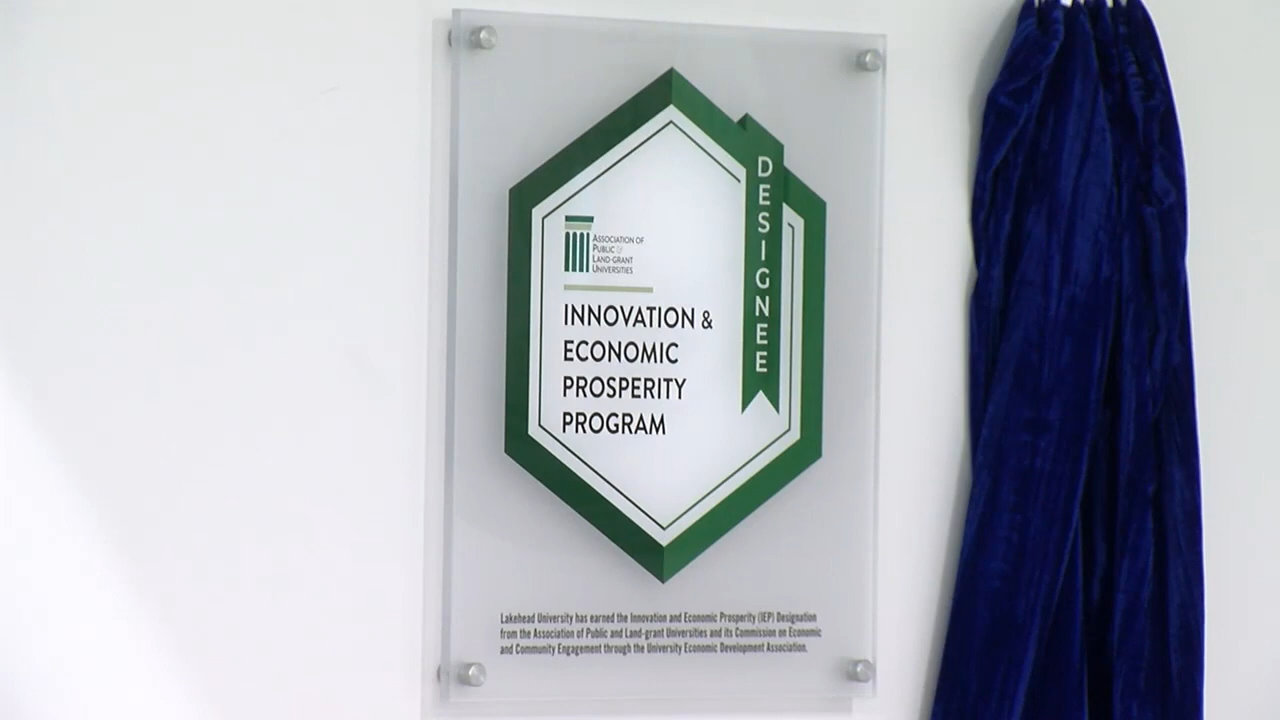 DESIGNEE
ASSOCIATION OF
PUBLIC &
LAND-GRANT
UNIVERSITIES
INNOVATION &
ECONOMIC
PROSPERITY
PROGRAM
Lakehead University has earned the Innovation and Economic Prosperity (IEP) Designation
from the Association of Public and Land-grant Universities and its Commission on Economic
and Community Engagement through the University Economic Development Association.